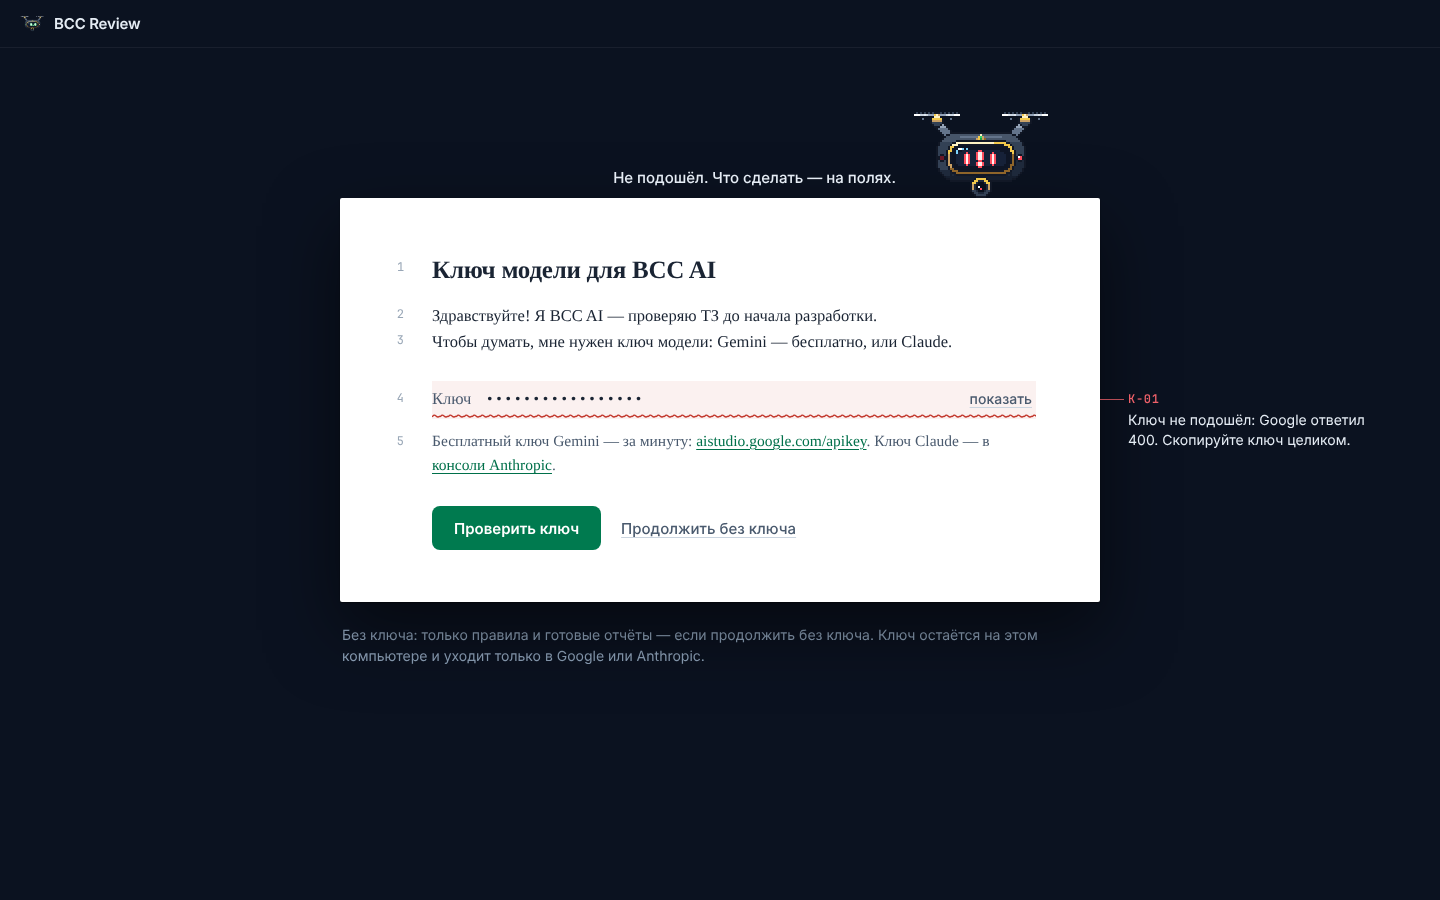 BCC Review
Не подошёл. Что сделать — на полях.
1 Ключ модели для BCC AI
2 Здравствуйте! Я BCC AI — проверяю ТЗ до начала разработки.
3 Чтобы думать, мне нужен ключ модели: Gemini — бесплатно, или Claude.
4 Ключ •••••••••••••••• показать
K-01
Ключ не подошёл: Google ответил
400. Скопируйте ключ целиком.
5 Бесплатный ключ Gemini — за минуту: aistudio.google.com/apikey. Ключ Claude — в
консоли Anthropic.
Проверить ключ Продолжить без ключа
Без ключа: только правила и готовые отчёты — если продолжить без ключа. Ключ остаётся на этом
компьютере и уходит только в Google или Anthropic.